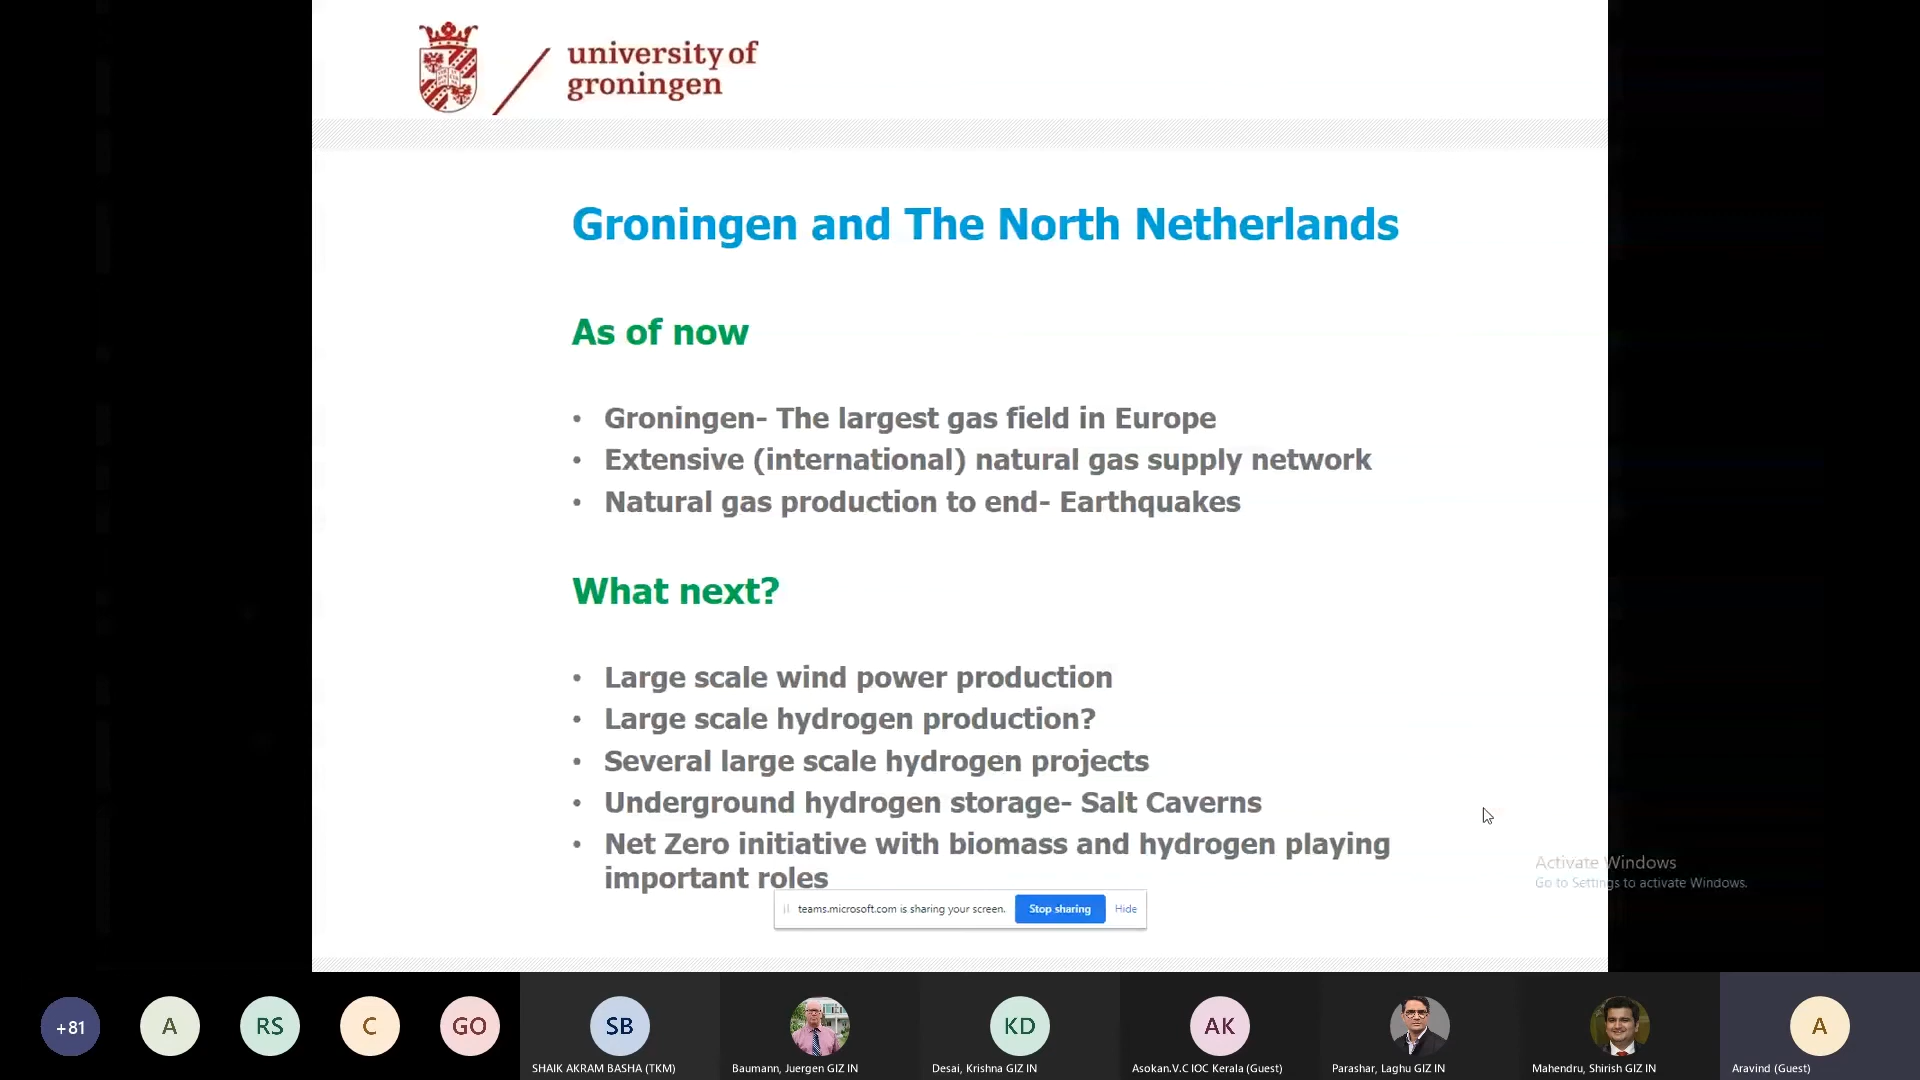 university of
groningen
Groningen and The North Netherlands
As of now
• Groningen- The largest gas field in Europe
• Extensive (international) natural gas supply network
• Natural gas production to end- Earthquakes
What next?
• Large scale wind power production
• Large scale hydrogen production?
• Several large scale hydrogen projects
• Underground hydrogen storage- Salt Caverns
• Net Zero initiative with biomass and hydrogen playing
important roles
Activate Windows
Go to Settings to activate Windows.
teams.microsoft.com is sharing your screen. Stop sharing Hide
+81 A RS C GO SB KD AK A
SHAIK AKRAM BASHA (TKM) Baumann, Juergen GIZ IN Desai, Krishna GIZ IN Asokan.V.C IOC Kerala (Guest) Parashar, Laghu GIZ IN Mahendru, Shirish GIZ IN Aravind (Guest)